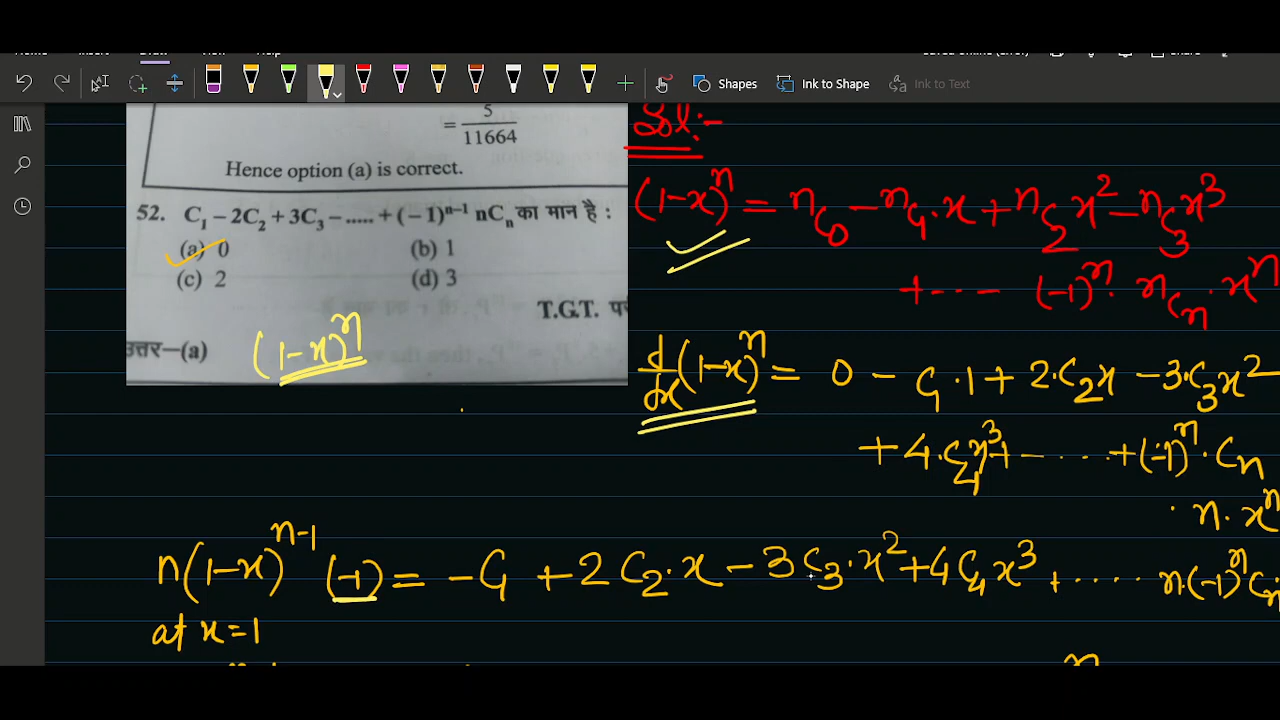 Shapes Ink to Shape Ink to Text
= 5/11664
Hence option (a) is correct.
52. C₁ – 2C₂ + 3C₃ – ..... + (– 1)ⁿ⁻¹ nCₙ का मान है :
(a) 0 (b) 1
(c) 2 (d) 3
T.G.T.
उत्तर–(a) (1-x)ⁿ
Sol:-
(1-x)ⁿ = ⁿC₀ - ⁿC₁·x + ⁿC₂x² - ⁿC₃x³
+ --- (-1)ⁿ· ⁿCₙ·xⁿ
d/dx (1-x)ⁿ = 0 - C₁·1 + 2·C₂x - 3·C₃x²
+ 4·C₄x³ + - .... + (-1)ⁿ·Cₙ
· n·xⁿ
n(1-x)ⁿ⁻¹ (-1) = -C₁ + 2C₂·x - 3C₃·x² + 4C₄x³ + .... n·(-1)ⁿCₙ
at x=1